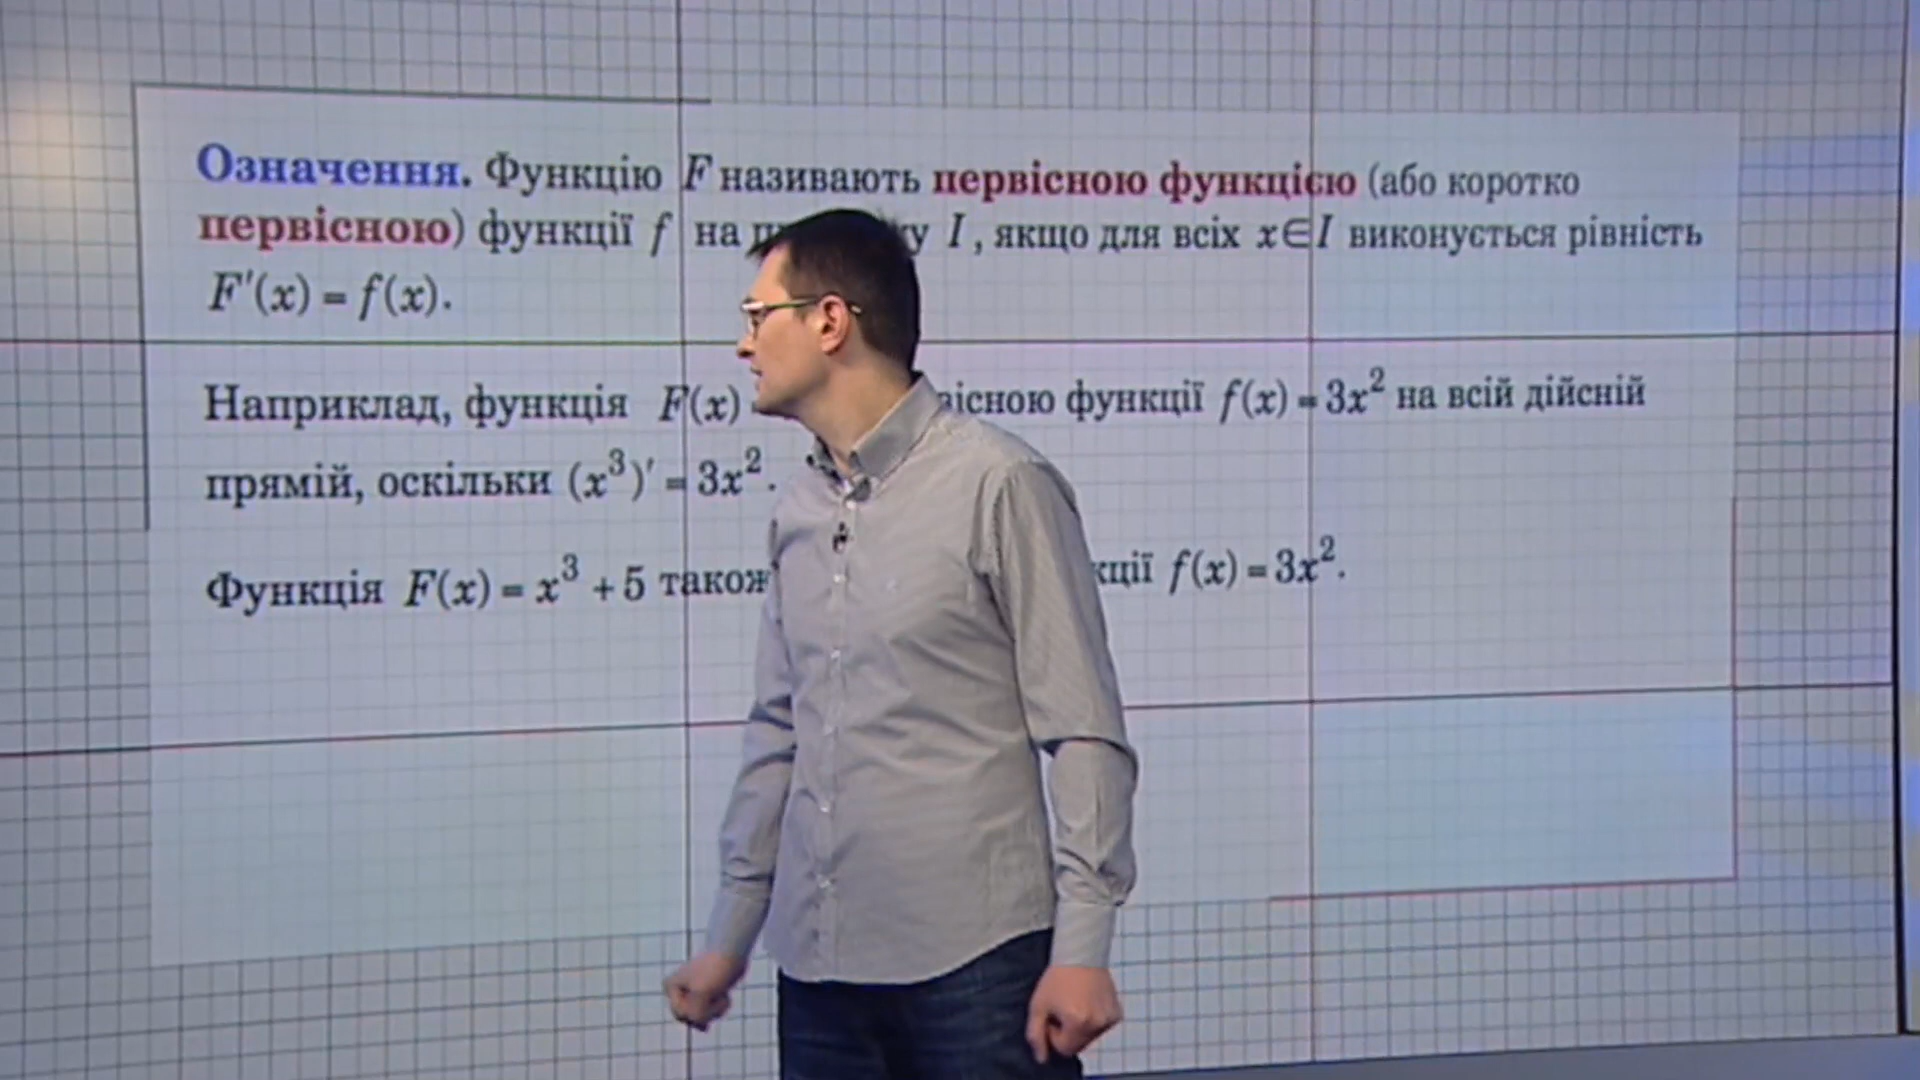 Означення. Функцію F називають первісною функцією (або коротко
первісною) функції f на I, якщо для всіх x∈I виконується рівність
F′(x) = f(x).
Наприклад, функція F(x) функції f(x) = 3x² на всій дійсній
прямій, оскільки (x³)′ = 3x².
Функція F(x) = x³ + 5 також f(x) = 3x².